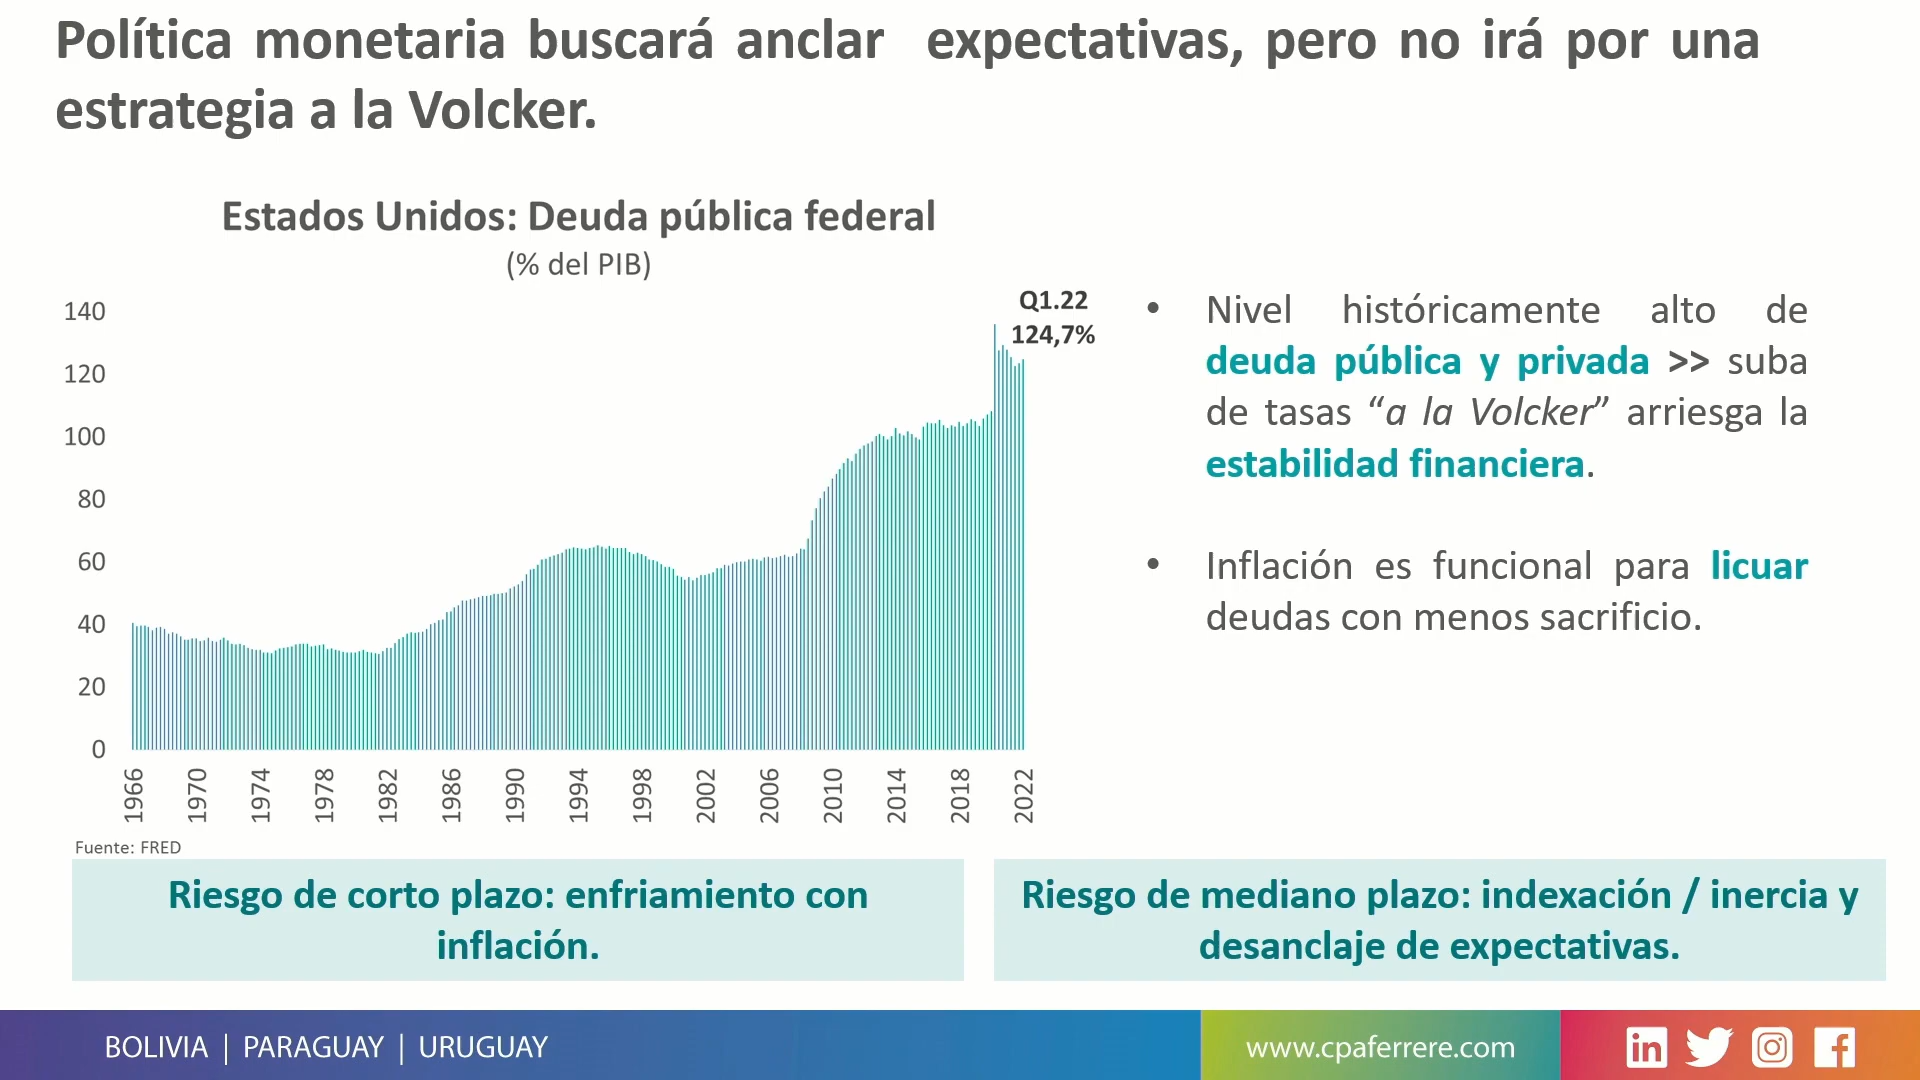 Política monetaria buscará anclar expectativas, pero no irá por una
estrategia a la Volcker.
Estados Unidos: Deuda pública federal
(% del PIB)
140
120
100
80
60
40
20
0
Q1.22
124,7%
1966
1970
1974
1978
1982
1986
1990
1994
1998
2002
2006
2010
2014
2018
2022
Fuente: FRED
• Nivel históricamente alto de
deuda pública y privada >> suba
de tasas “a la Volcker” arriesga la
estabilidad financiera.
• Inflación es funcional para licuar
deudas con menos sacrificio.
Riesgo de corto plazo: enfriamiento con
inflación.
Riesgo de mediano plazo: indexación / inercia y
desanclaje de expectativas.
BOLIVIA | PARAGUAY | URUGUAY
www.cpaferrere.com